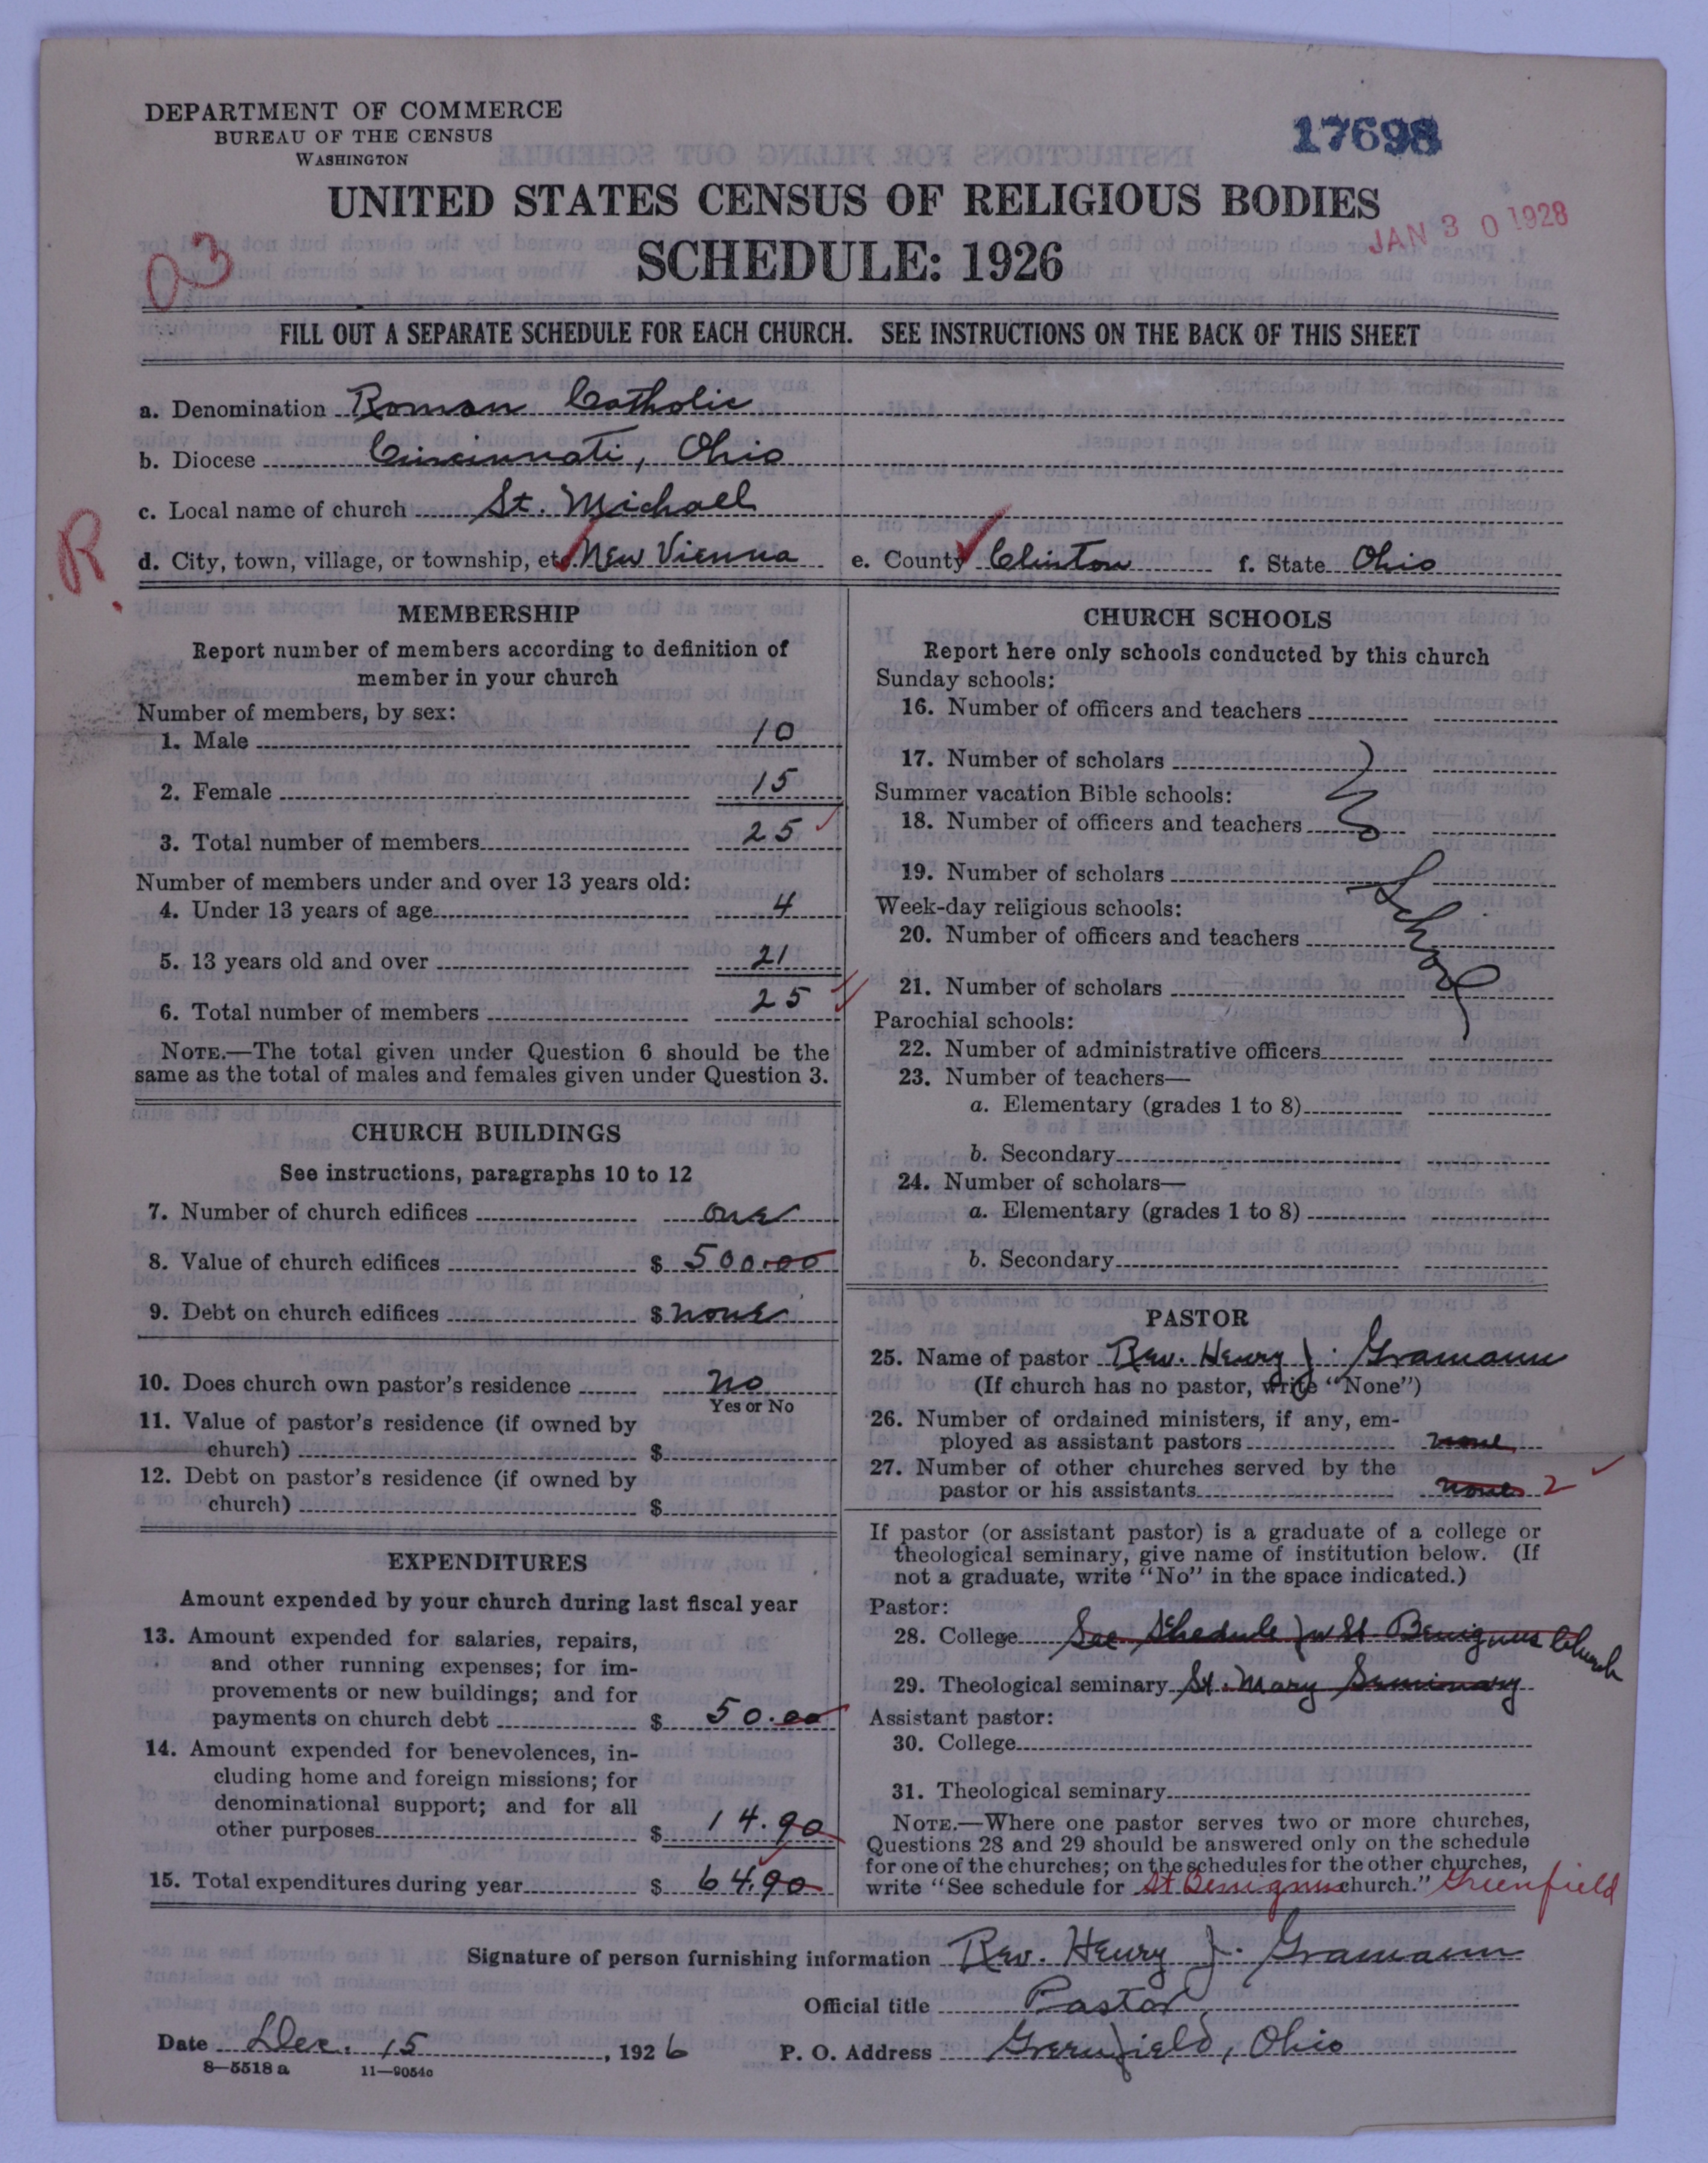 DEPARTMENT OF COMMERCE
BUREAU OF THE CENSUS
WASHINGTON
17698
UNITED STATES CENSUS OF RELIGIOUS BODIES
JAN 30 1928
SCHEDULE: 1926
03
FILL OUT A SEPARATE SCHEDULE FOR EACH CHURCH. SEE INSTRUCTIONS ON THE BACK OF THIS SHEET
a. Denomination Roman Catholic
b. Diocese Cincinnati, Ohio
c. Local name of church St. Michael
R
d. City, town, village, or township, etc. New Vienna e. County Clinton f. State Ohio
MEMBERSHIP
Report number of members according to definition of
member in your church
Number of members, by sex:
1. Male 10
2. Female 15
3. Total number of members 25
Number of members under and over 13 years old:
4. Under 13 years of age 4
5. 13 years old and over 21
6. Total number of members 25
NOTE.—The total given under Question 6 should be the
same as the total of males and females given under Question 3.
CHURCH BUILDINGS
See instructions, paragraphs 10 to 12
7. Number of church edifices one
8. Value of church edifices $ 500.00
9. Debt on church edifices $ none
10. Does church own pastor's residence no
Yes or No
11. Value of pastor's residence (if owned by
church) $
12. Debt on pastor's residence (if owned by
church) $
EXPENDITURES
Amount expended by your church during last fiscal year
13. Amount expended for salaries, repairs,
and other running expenses; for im-
provements or new buildings; and for
payments on church debt $ 50.00
14. Amount expended for benevolences, in-
cluding home and foreign missions; for
denominational support; and for all
other purposes $ 14.90
15. Total expenditures during year $ 64.90
CHURCH SCHOOLS
Report here only schools conducted by this church
Sunday schools:
16. Number of officers and teachers
17. Number of scholars
Summer vacation Bible schools:
18. Number of officers and teachers
No School
19. Number of scholars
Week-day religious schools:
20. Number of officers and teachers
21. Number of scholars
Parochial schools:
22. Number of administrative officers
23. Number of teachers—
a. Elementary (grades 1 to 8)
b. Secondary
24. Number of scholars—
a. Elementary (grades 1 to 8)
b. Secondary
PASTOR
25. Name of pastor Rev. Henry J. Gramann
(If church has no pastor, write "None")
26. Number of ordained ministers, if any, em-
ployed as assistant pastors none
27. Number of other churches served by the
pastor or his assistants none 2
If pastor (or assistant pastor) is a graduate of a college or
theological seminary, give name of institution below. (If
not a graduate, write "No" in the space indicated.)
Pastor:
28. College See Schedule for St. Benignus Church
29. Theological seminary St. Mary Seminary
Assistant pastor:
30. College
31. Theological seminary
NOTE.—Where one pastor serves two or more churches,
Questions 28 and 29 should be answered only on the schedule
for one of the churches; on the schedules for the other churches,
write "See schedule for St Benignus church." Greenfield
Signature of person furnishing information Rev. Henry J. Gramann
Official title Pastor
Date Dec. 15, 1926 P. O. Address Greenfield, Ohio
8—5518 a 11—9054c